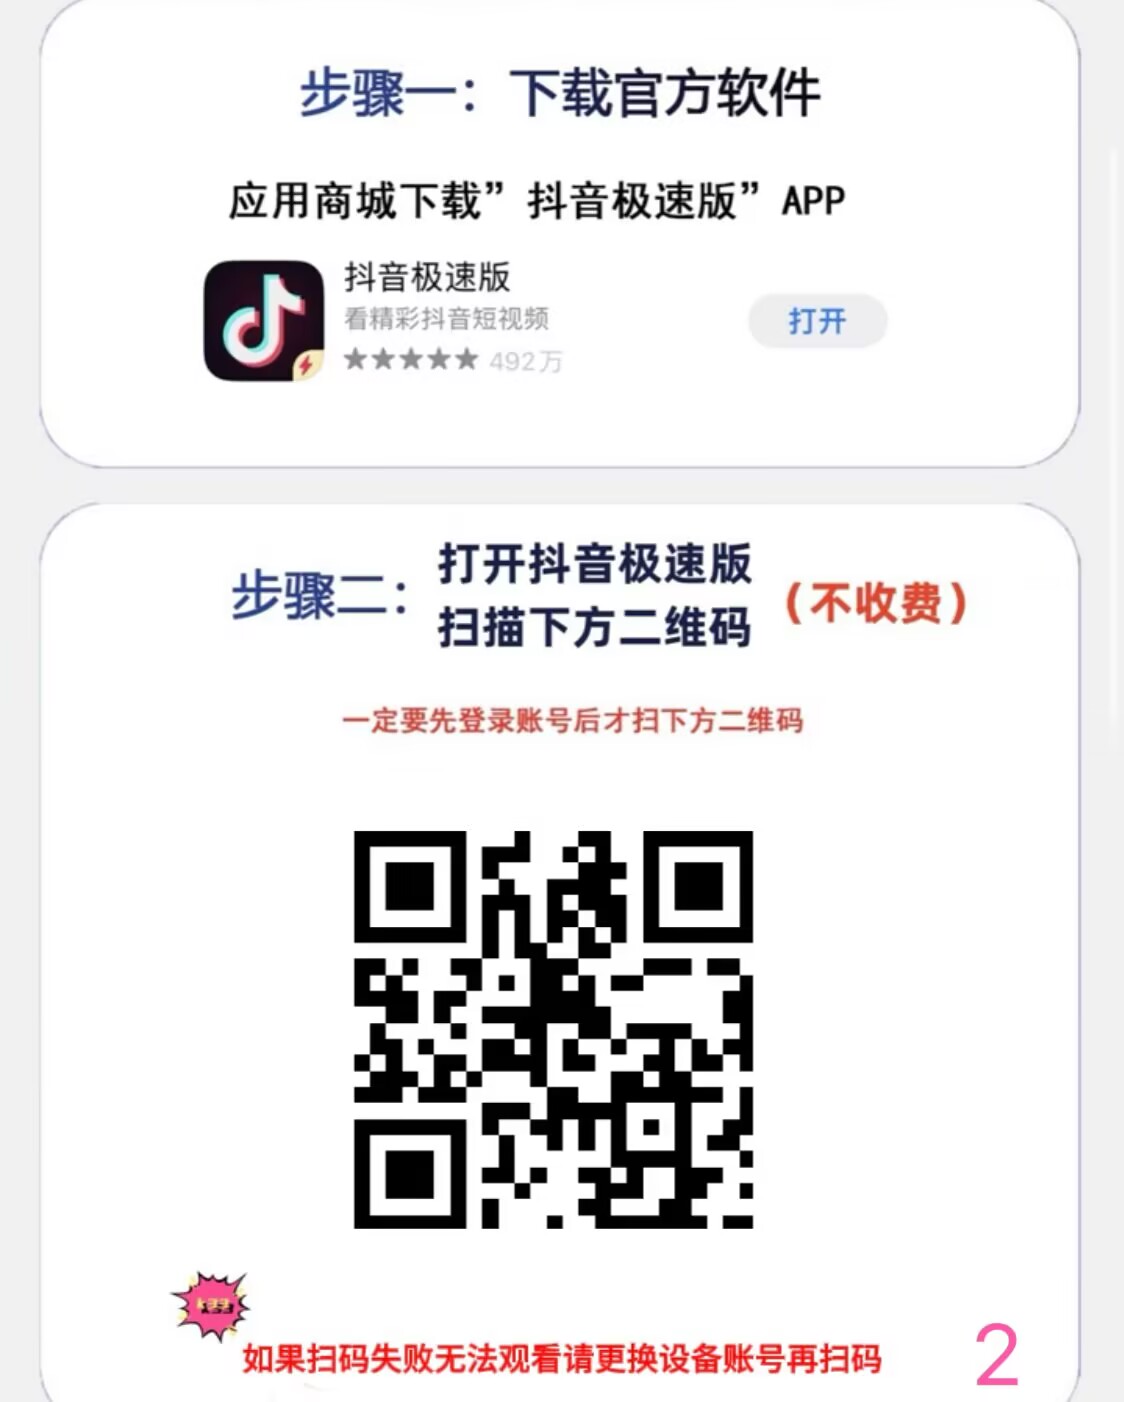 步骤一：下载官方软件
应用商城下载”抖音极速版”APP
抖音极速版
看精彩抖音短视频
★★★★★ 492万
打开
步骤二：
打开抖音极速版
扫描下方二维码
（不收费）
一定要先登录账号后才扫下方二维码
如果扫码失败无法观看请更换设备账号再扫码
2